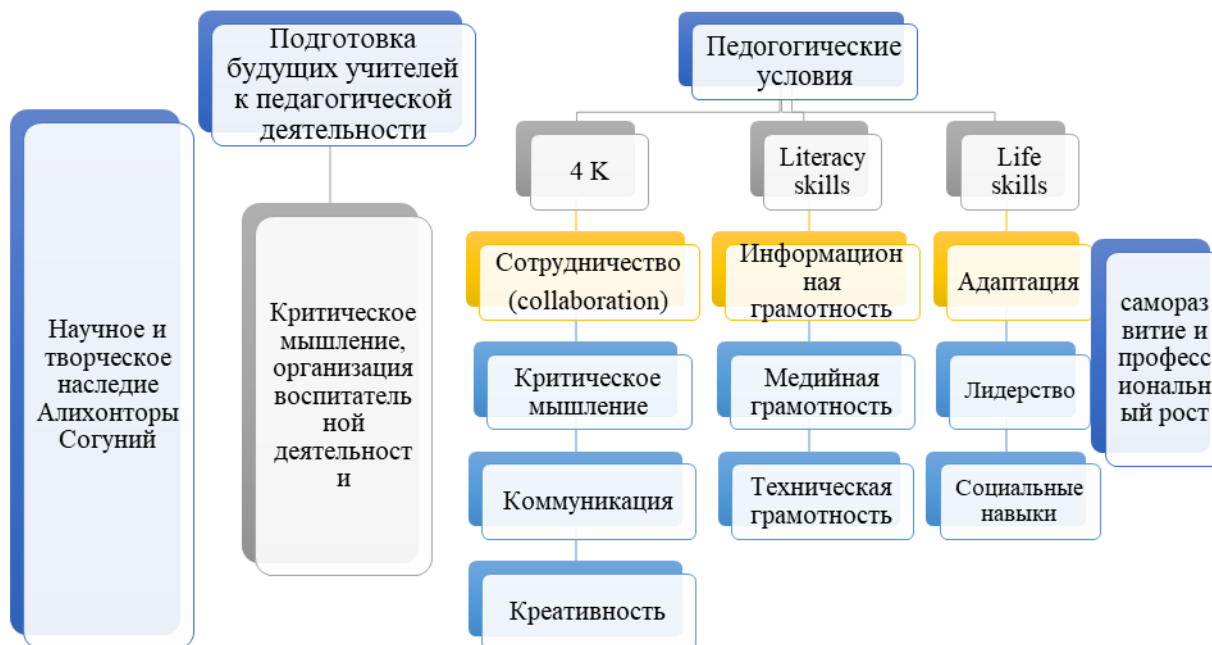 Научное и
творческое
наследие
Алихонторы
Согуний
Подготовка
будущих учителей
к педагогической
деятельности
Критическое
мышление,
организация
воспитатель
ной
деятельност
и
Педогогические
условия
4 К
Сотрудничество
(collaboration)
Критическое
мышление
Коммуникация
Креативность
Literacy
skills
Информацион
ная
грамотность
Медийная
грамотность
Техническая
грамотность
Life
skills
Адаптация
Лидерство
Социальные
навыки
самораз
витие и
професс
иональн
ый рост